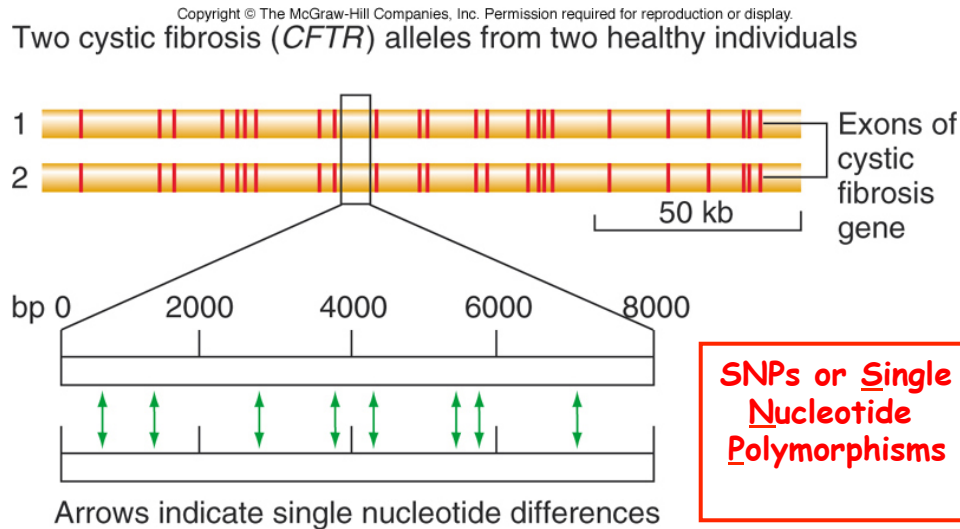 Copyright © The McGraw-Hill Companies, Inc. Permission required for reproduction or display.
Two cystic fibrosis (CFTR) alleles from two healthy individuals
1
2
Exons of
cystic
fibrosis
gene
50 kb
bp 0 2000 4000 6000 8000
SNPs or Single
Nucleotide
Polymorphisms
Arrows indicate single nucleotide differences